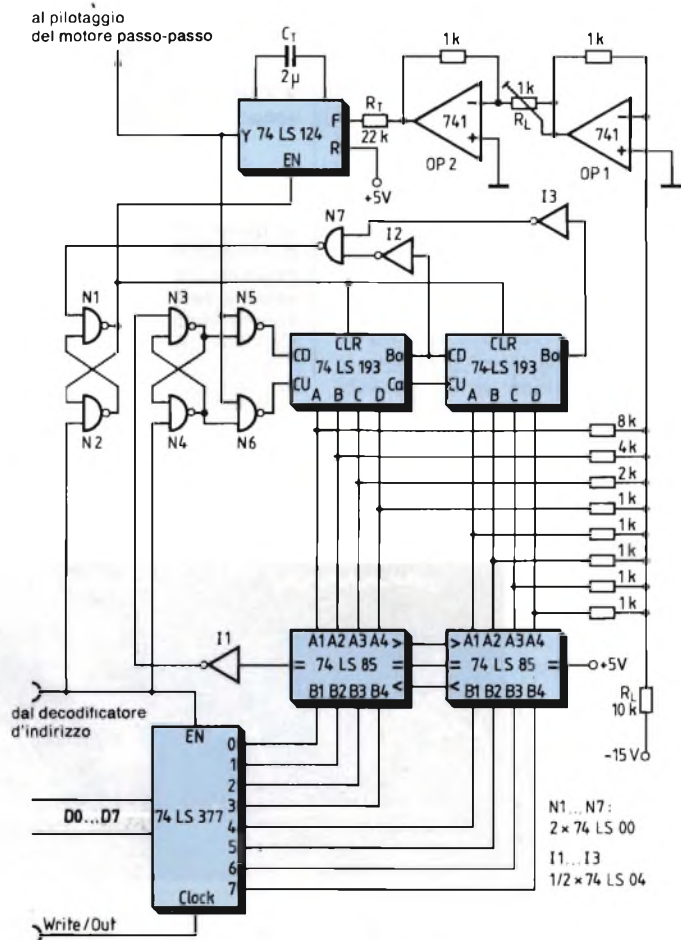 al pilotaggio
del motore passo-passo
CT
2µ
1k
1k
Y 74 LS 124 F
R
EN
RT
22 k
741
-
+
OP 2
1k
RL
741
-
+
OP 1
+5V
N7
I3
I2
N1
N3
N5
N2
N4
N6
CLR
CD 74 LS 193 Bo
CU Ca
A B C D
CLR
CD 74 LS 193 Bo
CU
A B C D
8k
4k
2k
1k
1k
1k
1k
1k
I1
A1 A2 A3 A4 >
= 74 LS 85 =
B1 B2 B3 B4 <
> A1 A2 A3 A4
= 74 LS 85 =
< B1 B2 B3 B4
+5V
RL
10 k
-15 V
dal decodificatore
d'indirizzo
EN
D0...D7
74 LS 377
0
1
2
3
4
5
6
7
Clock
Write/Out
N1...N7:
2 × 74 LS 00
I1...I3
1/2 × 74 LS 04